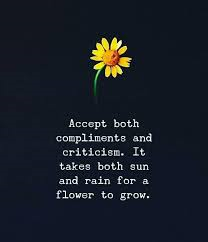 Accept both
compliments and
criticism. It
takes both sun
and rain for a
flower to grow.